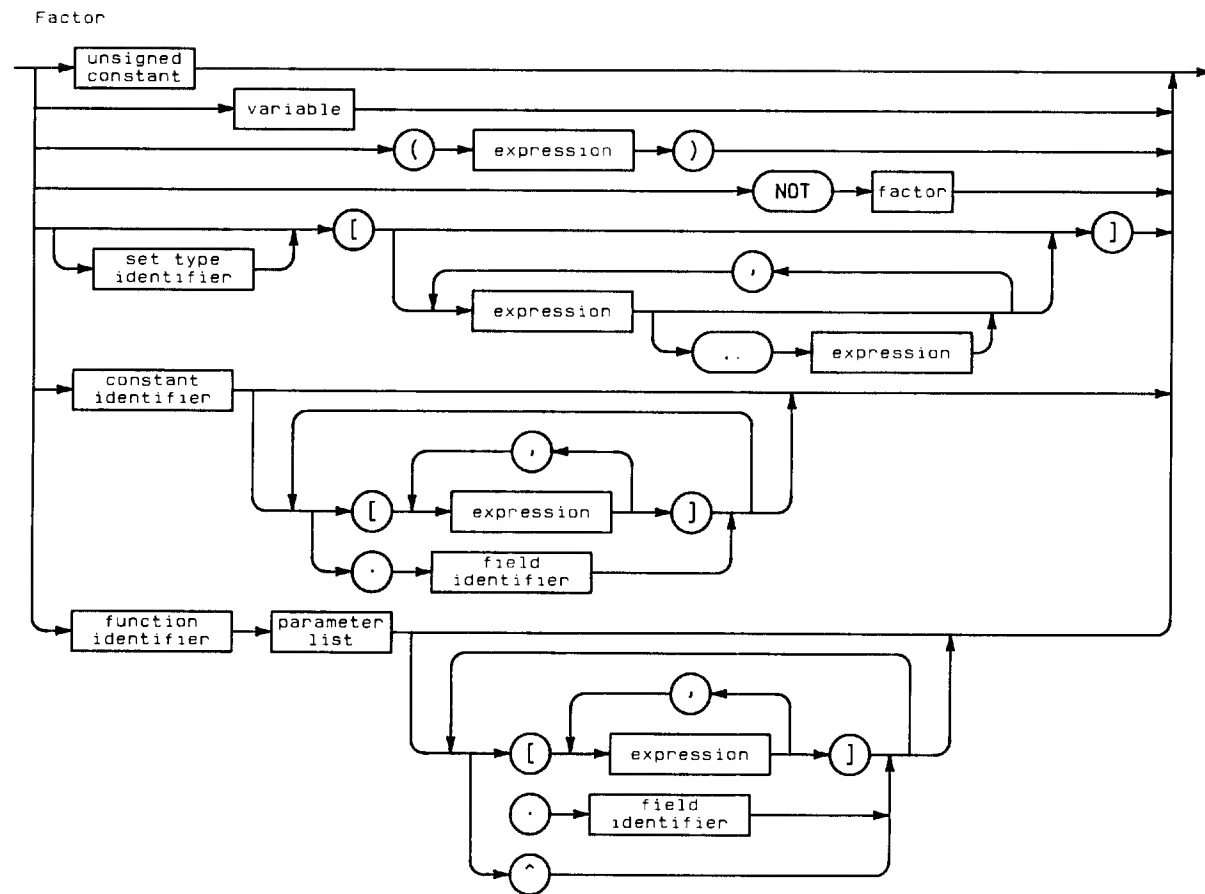 Factor
unsigned
constant
variable
( expression )
NOT factor
[ ]
set type
identifier
,
expression
.. expression
constant
identifier
,
[ expression ]
. field
identifier
function
identifier
parameter
list
,
[ expression ]
. field
identifier
^